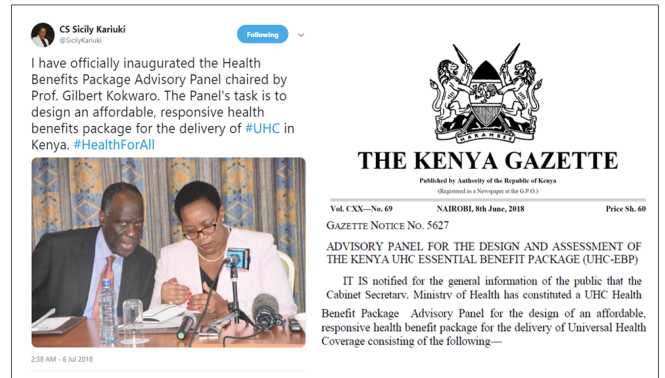 CS Sicily Kariuki
@SicilyKariuki
Following
I have officially inaugurated the Health
Benefits Package Advisory Panel chaired by
Prof. Gilbert Kokwaro. The Panel's task is to
design an affordable, responsive health
benefits package for the delivery of #UHC in
Kenya. #HealthForAll
2:38 AM - 6 Jul 2018
HARAMBEE
THE KENYA GAZETTE
Published by Authority of the Republic of Kenya
(Registered as a Newspaper at the G.P.O.)
Vol. CXX—No. 69 NAIROBI, 8th June, 2018 Price Sh. 60
GAZETTE NOTICE NO. 5627
ADVISORY PANEL FOR THE DESIGN AND ASSESSMENT OF
THE KENYA UHC ESSENTIAL BENEFIT PACKAGE (UHC-EBP)
IT IS notified for the general information of the public that the
Cabinet Secretary, Ministry of Health has constituted a UHC Health
Benefit Package Advisory Panel for the design of an affordable,
responsive health benefit package for the delivery of Universal Health
Coverage consisting of the following—